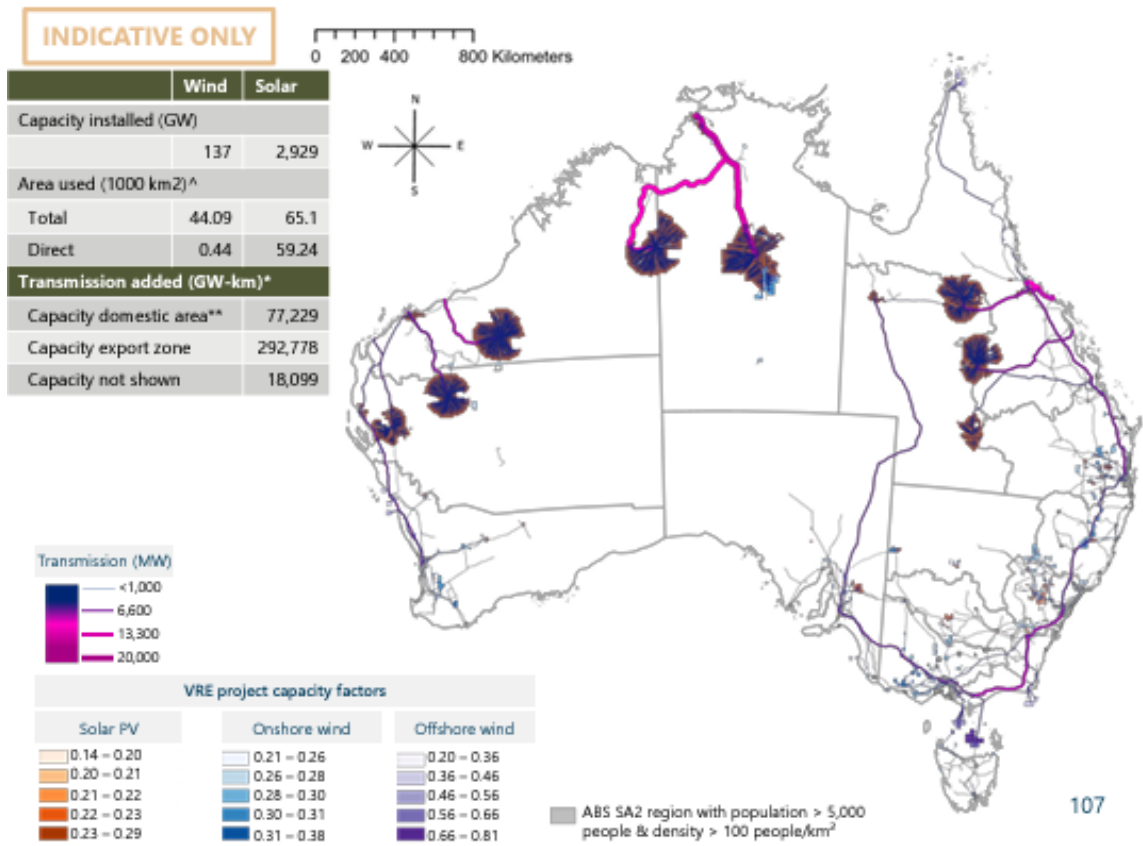 INDICATIVE ONLY
0 200 400 800 Kilometers
N
W E
S
Wind Solar
Capacity installed (GW)
137 2,929
Area used (1000 km2)^
Total 44.09 65.1
Direct 0.44 59.24
Transmission added (GW-km)*
Capacity domestic area** 77,229
Capacity export zone 292,778
Capacity not shown 18,099
Transmission (MW)
<1,000
6,600
13,300
20,000
VRE project capacity factors
Solar PV Onshore wind Offshore wind
0.14 – 0.20 0.21 – 0.26 0.20 – 0.36
0.20 – 0.21 0.26 – 0.28 0.36 – 0.46
0.21 – 0.22 0.28 – 0.30 0.46 – 0.56
0.22 – 0.23 0.30 – 0.31 0.56 – 0.66
0.23 – 0.29 0.31 – 0.38 0.66 – 0.81
ABS SA2 region with population > 5,000
people & density > 100 people/km²
107